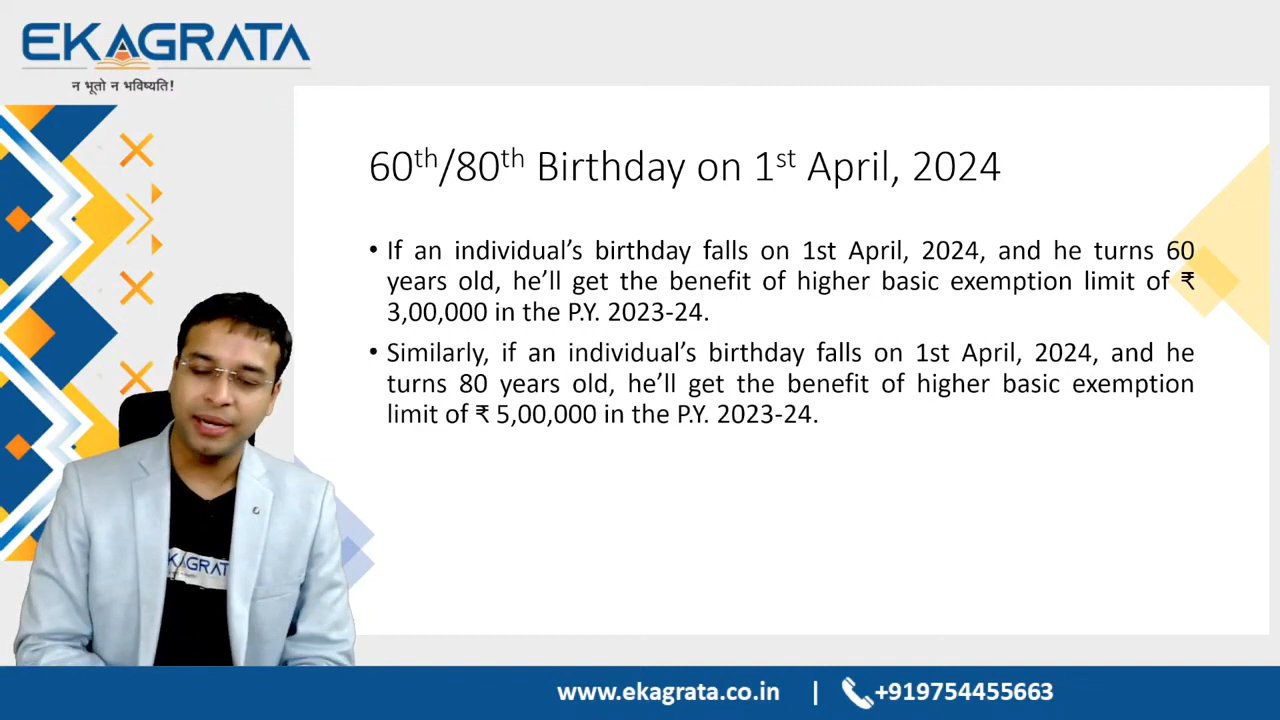 EKAGRATA
न भूतो न भविष्यति!
60th/80th Birthday on 1st April, 2024
• If an individual’s birthday falls on 1st April, 2024, and he turns 60
years old, he’ll get the benefit of higher basic exemption limit of ₹
3,00,000 in the P.Y. 2023-24.
• Similarly, if an individual’s birthday falls on 1st April, 2024, and he
turns 80 years old, he’ll get the benefit of higher basic exemption
limit of ₹ 5,00,000 in the P.Y. 2023-24.
EKAGRAT
www.ekagrata.co.in | +919754455663